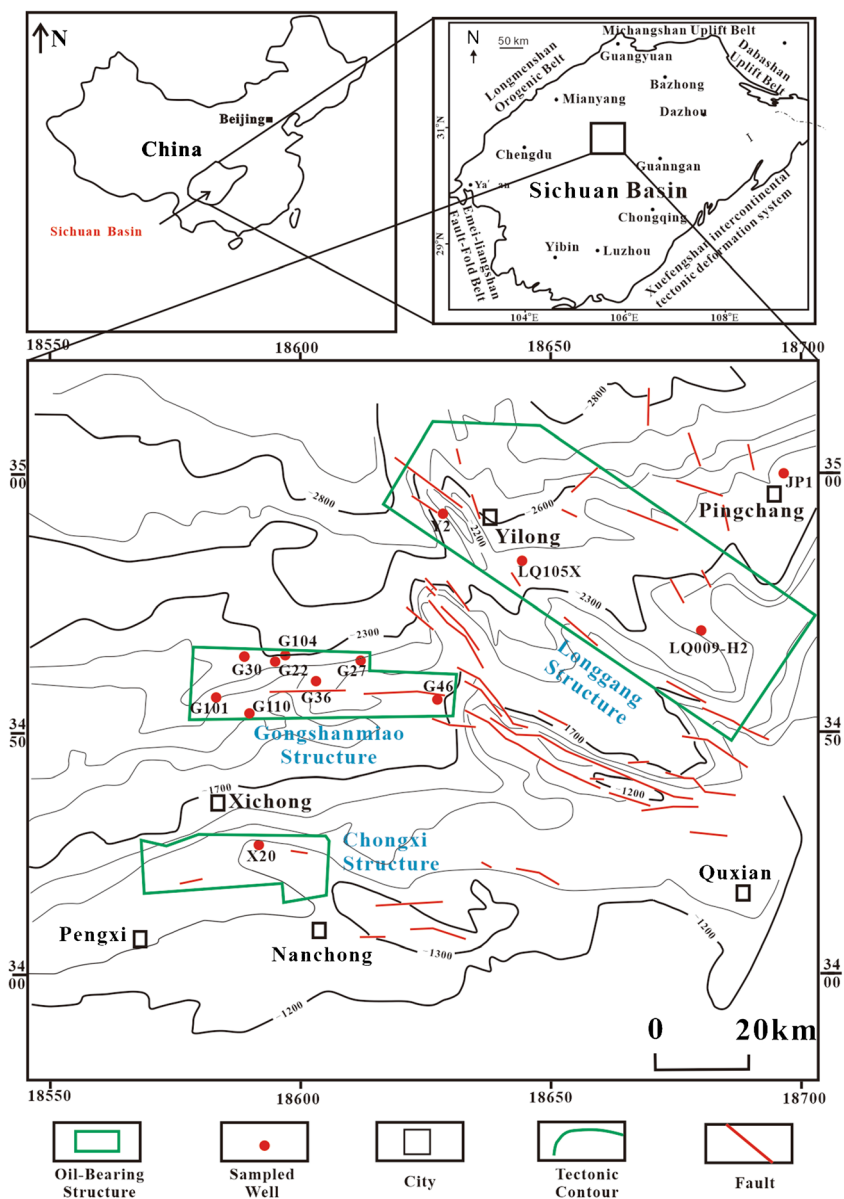 N
Beijing
China
Sichuan Basin
N
50 km
Michangshan Uplift Belt
Guangyuan
Dabashan
Uplift Belt
Longmenshan
Orogenic Belt
Bazhong
Mianyang
Dazhou
31°N
Chengdu
Guanngan
Ya' an
Sichuan Basin
Chongqing
Emei-liangshan
Fault-Fold Belt
29°N
Yibin
Luzhou
Xuefengshan intercontinental
tectonic deformation system
104°E
106°E
108°E
18550
18600
18650
18700
-2800
35
00
35
00
-2800
JP1
Pingchang
-2600
Y2
Yilong
-2200
LQ105X
-2300
G104
-2300
LQ009-H2
G30
G22
G27
Longgang
Structure
G101
G110
G36
G46
Gongshanmiao
Structure
34
50
34
50
-1700
-1700
-1200
Xichong
Chongxi
Structure
X20
Quxian
Pengxi
Nanchong
-1300
-1200
34
00
34
00
-1200
0
20km
18550
18600
18650
18700
Oil-Bearing
Structure
Sampled
Well
City
Tectonic
Contour
Fault